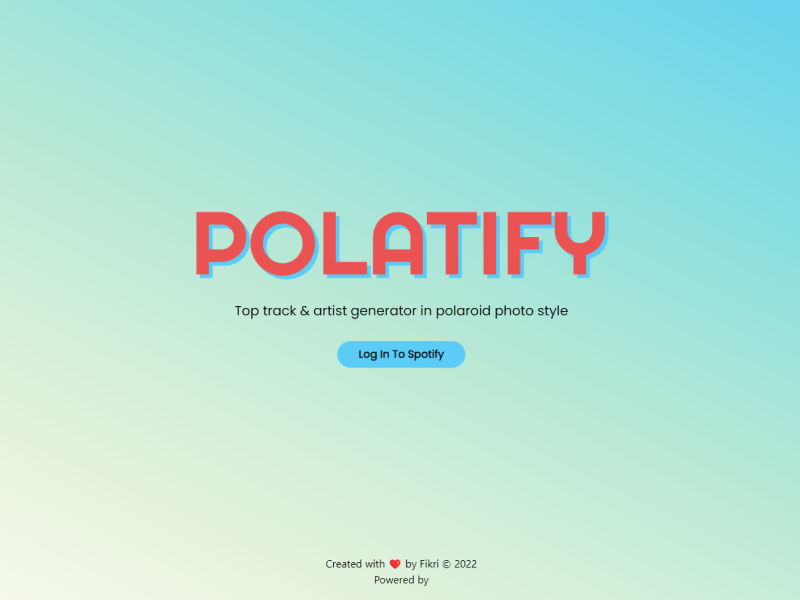 POLATIFY
Top track & artist generator in polaroid photo style
Log In To Spotify
Created with ❤️ by Fikri © 2022
Powered by